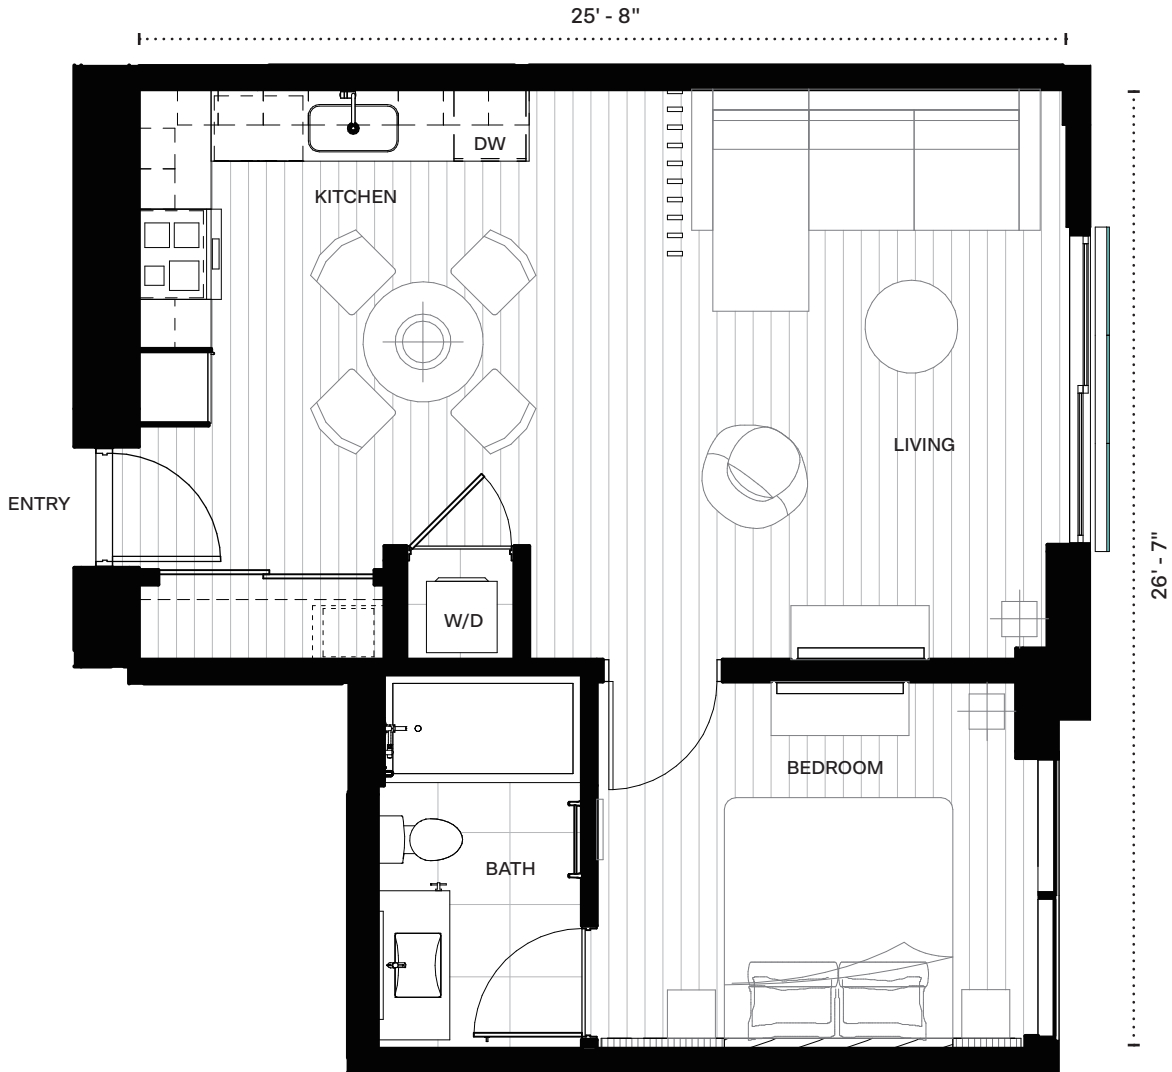 25' - 8"
DW
KITCHEN
LIVING
ENTRY
26' - 7"
W/D
BEDROOM
BATH